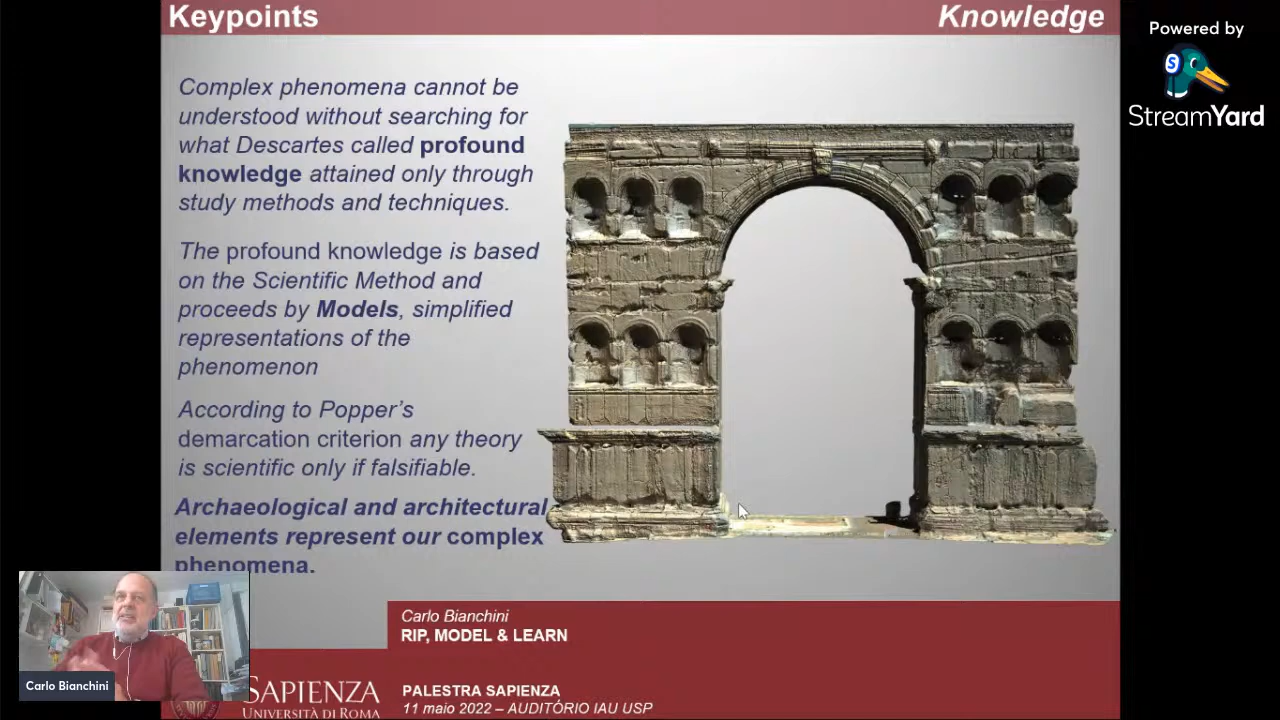 Keypoints
Knowledge
Powered by
StreamYard
Complex phenomena cannot be
understood without searching for
what Descartes called profound
knowledge attained only through
study methods and techniques.
The profound knowledge is based
on the Scientific Method and
proceeds by Models, simplified
representations of the
phenomenon
According to Popper's
demarcation criterion any theory
is scientific only if falsifiable.
Archaeological and architectural
elements represent our complex
phenomena.
Carlo Bianchini
RIP, MODEL & LEARN
Carlo Bianchini
SAPIENZA
UNIVERSITÀ DI ROMA
PALESTRA SAPIENZA
11 maio 2022 – AUDITÓRIO IAU USP